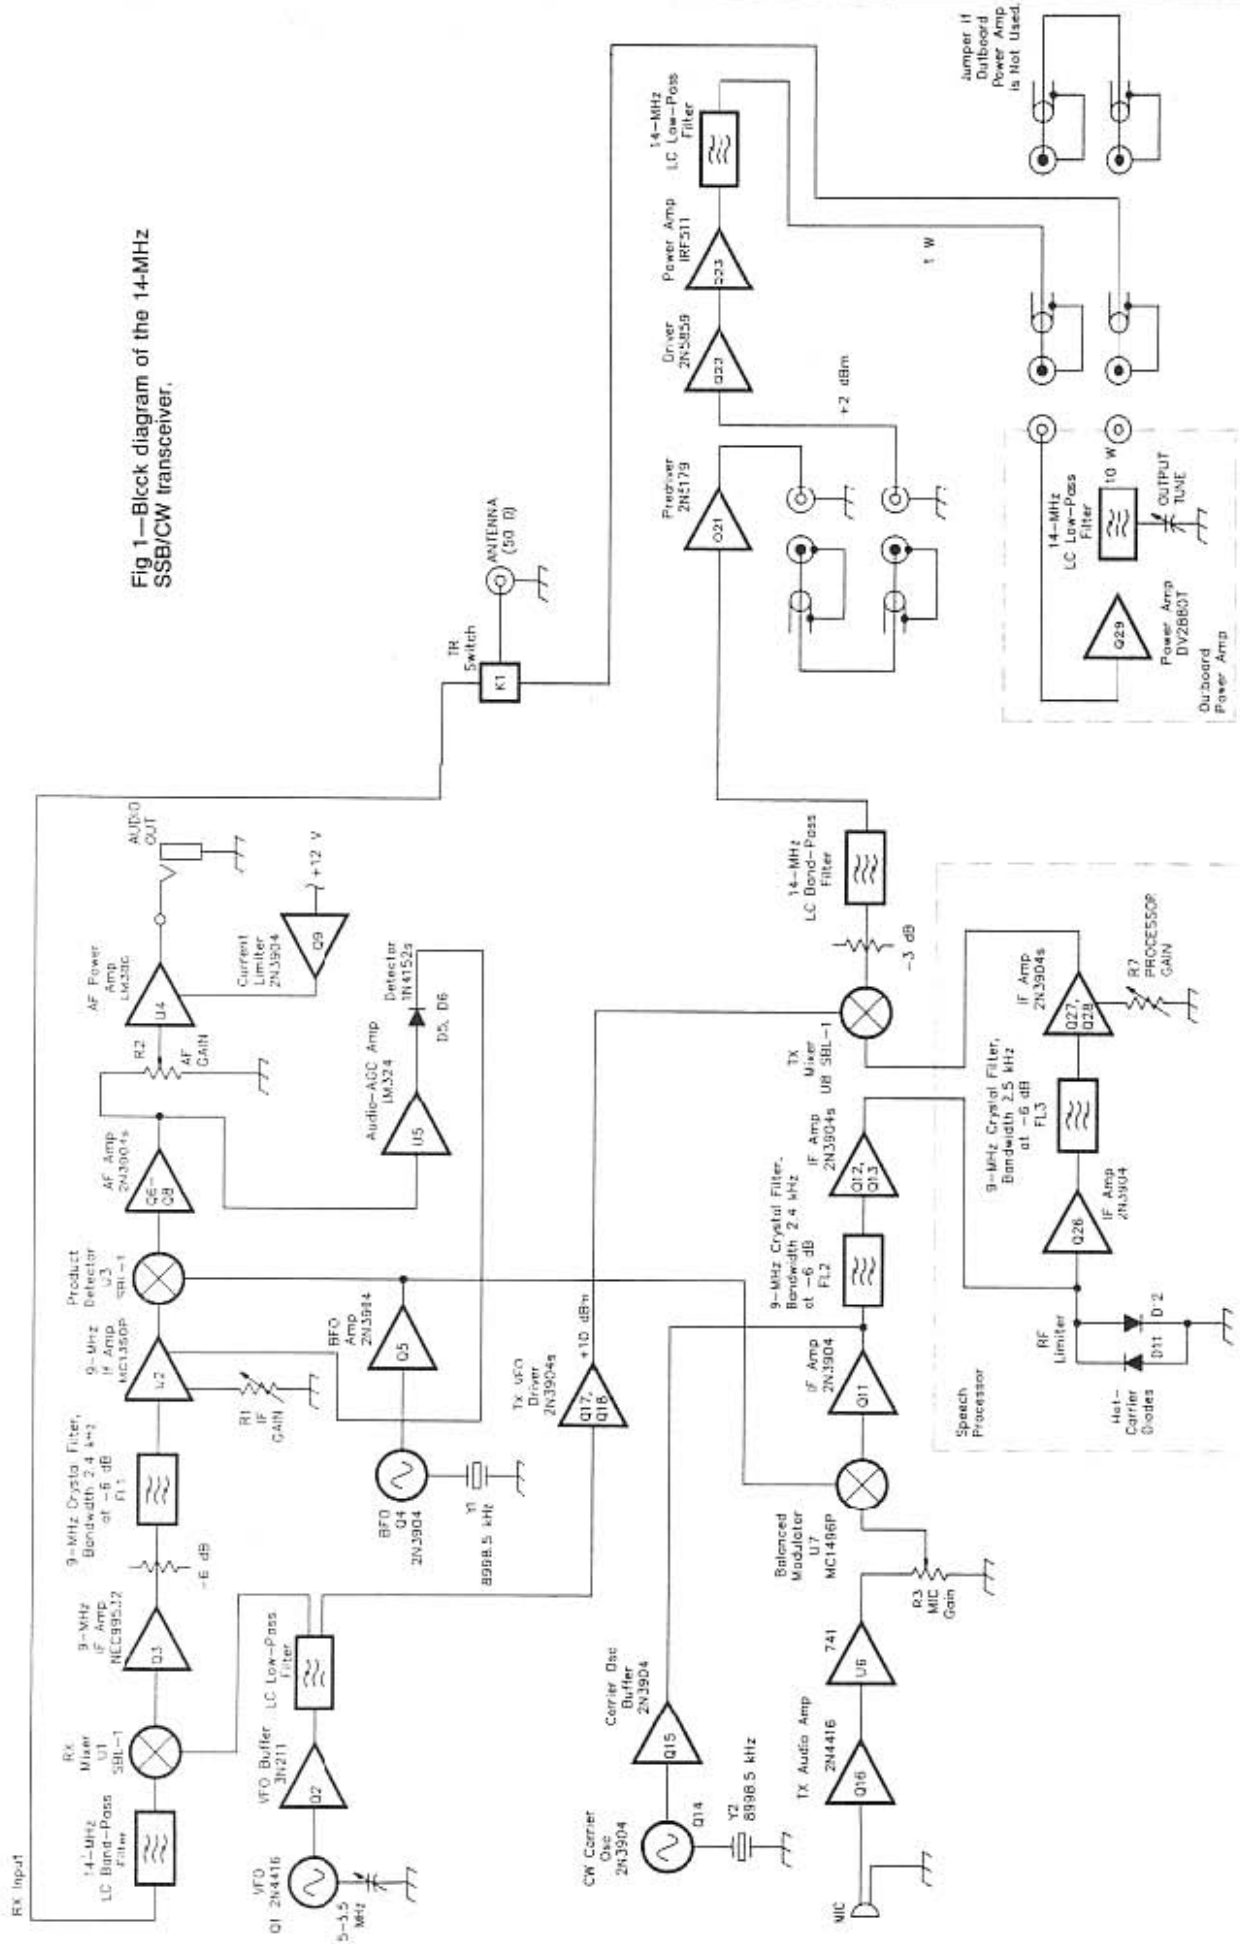 Fig 1—Block diagram of the 14-MHz
SSB/CW transceiver.
RX Input
14-MHz
LC Band-Pass
Filter
Rx
Mixer
U1
SBL-1
9-MHz
IF Amp
Q3
-6 dB
9-MHz Crystal Filter,
Bandwidth 2.4 kHz
at -6 dB
FL1
9-MHz
IF Amp
MC1350P
U2
R1
IF
GAIN
Product
Detector
U3
SBL-1
AF Amp
2N3904s
Q6-
Q8
R2
AF
GAIN
AF Power
Amp
LM386
U4
AUDIO
OUT
Current
Limiter
2N3904
Q9
+12 V
Audio-AGC Amp
LM324
U5
Detector
1N4152s
D5, D6
BFO
Amp
2N3904
Q5
BFO
Q4
2N3904
Y1
8998.5 kHz
VFO
Q1 2N4416
5-5.5
MHz
VFO Buffer
3N211
Q2
LC Low-Pass
Filter
Tx VFO
Driver
2N3904s
Q17,
Q18
+10 dBm
TR
Switch
K1
ANTENNA
(50 Ω)
CW Carrier
Osc
2N3904
Q14
Y2
8998.5 kHz
Carrier Osc
Buffer
2N3904
Q15
MIC
TX Audio Amp
2N4416
Q16
741
U6
R3
MIC
Gain
Balanced
Modulator
U7
MC1496P
IF Amp
2N3904
Q11
9-MHz Crystal Filter,
Bandwidth 2.4 kHz
at -6 dB
FL2
IF Amp
2N3904s
Q12,
Q13
TX
Mixer
U8 SBL-1
-3 dB
14-MHz
LC Band-Pass
Filter
Predriver
2N5179
Q21
+2 dBm
Driver
2N5859
Q22
Power Amp
IRF511
Q23
14-MHz
LC Low-Pass
Filter
1 W
Speech
Processor
Hot-
Carrier
Diodes
RF
Limiter
D11
D12
Q26
IF Amp
2N3904
9-MHz Crystal Filter,
Bandwidth 2.5 kHz
at -6 dB
FL3
IF Amp
2N3904s
Q27,
Q28
R7
PROCESSOR
GAIN
Outboard
Power Amp
Q29
Power Amp
DV2880T
14-MHz
LC Low-Pass
Filter
10 W
OUTPUT
TUNE
Jumper if
Outboard
Power Amp
is Not Used.